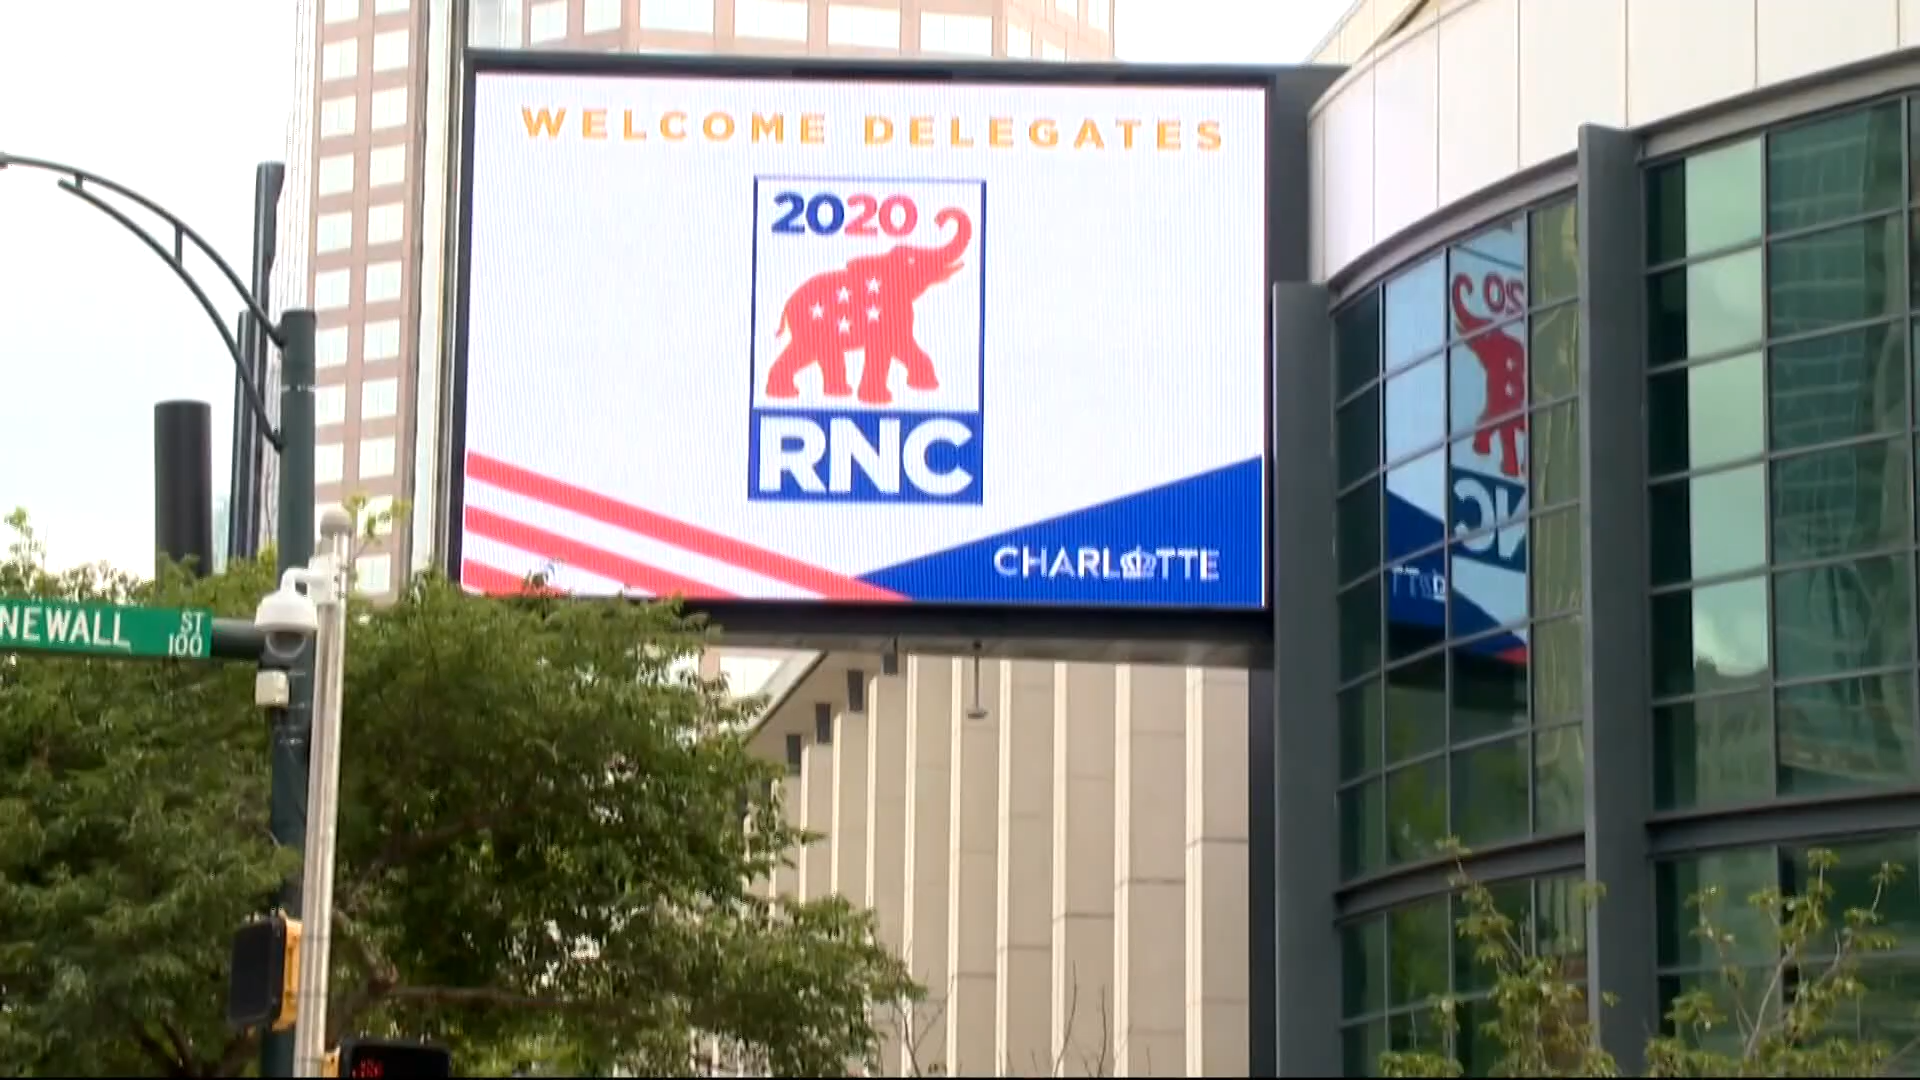 WELCOME DELEGATES
2020
RNC
CHARLOTTE
NEWALL ST
100